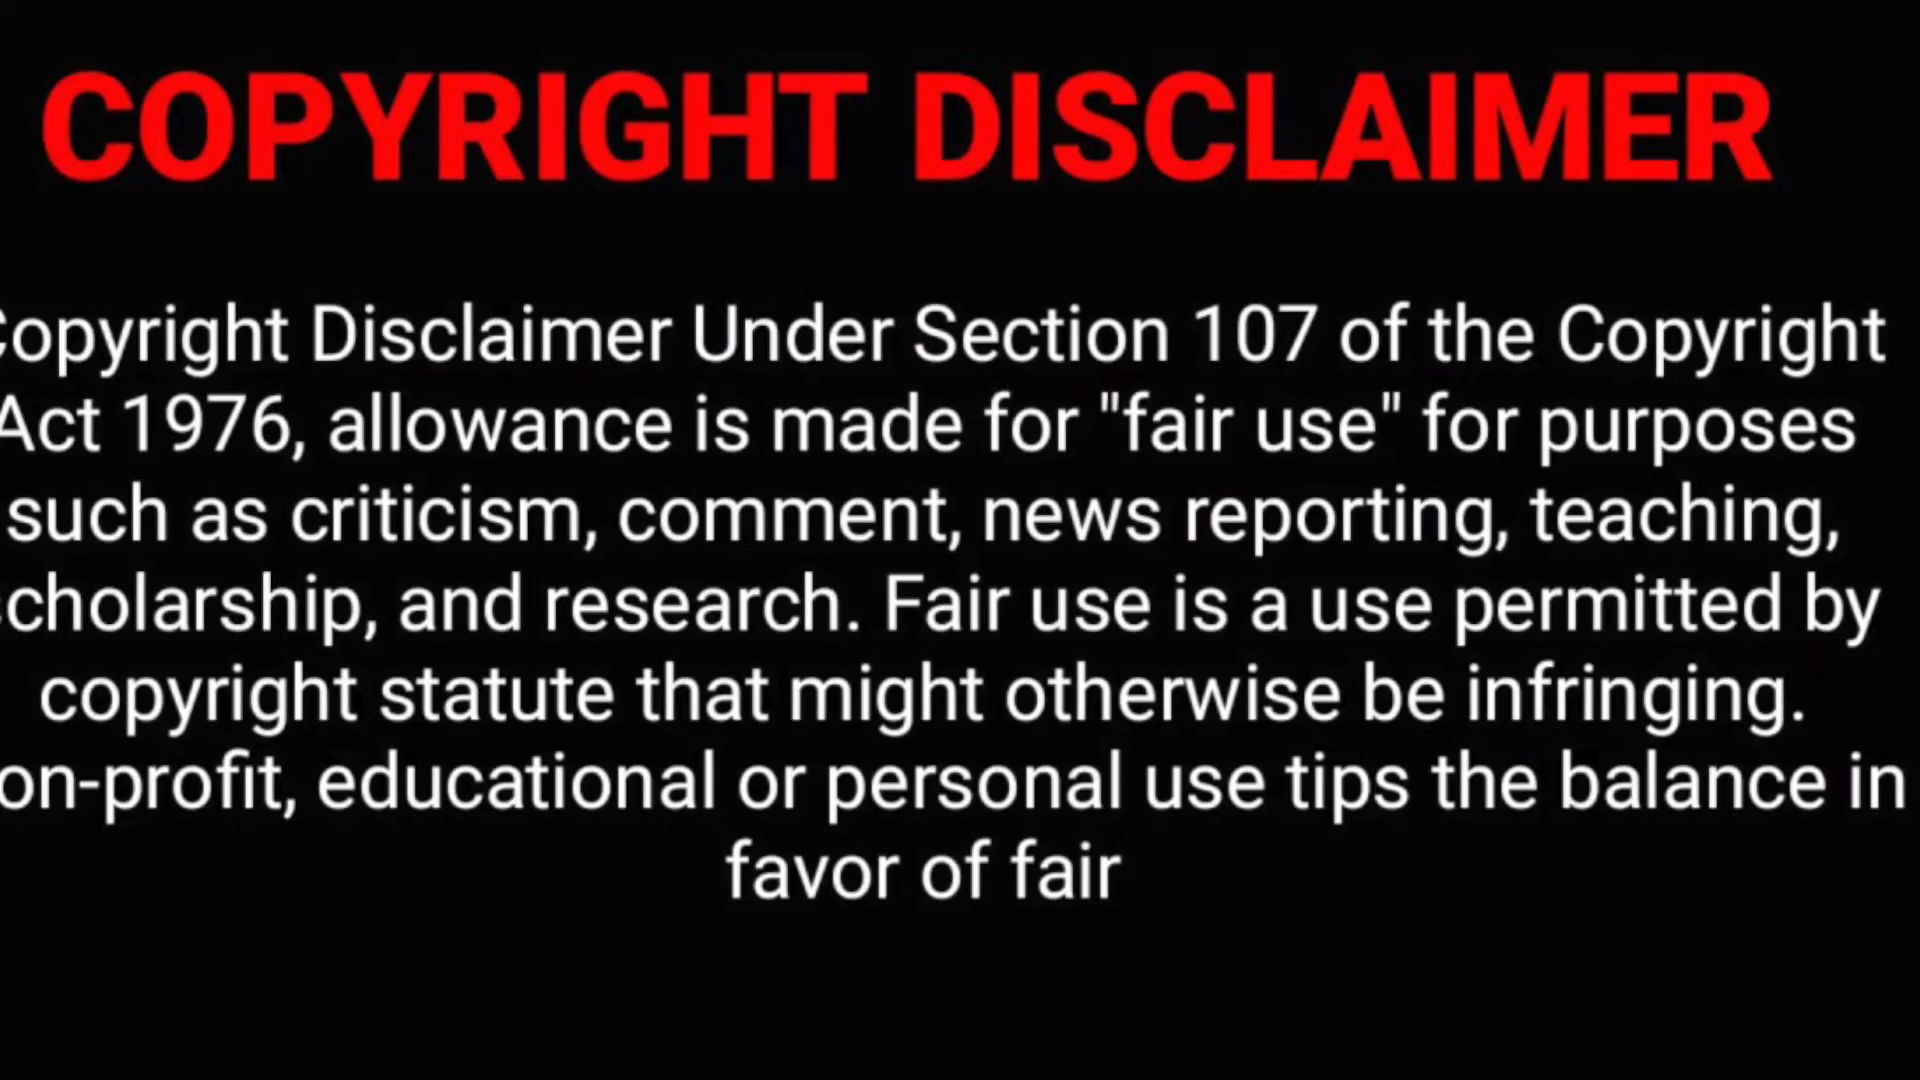 COPYRIGHT DISCLAIMER
Copyright Disclaimer Under Section 107 of the Copyright
Act 1976, allowance is made for "fair use" for purposes
such as criticism, comment, news reporting, teaching,
scholarship, and research. Fair use is a use permitted by
copyright statute that might otherwise be infringing.
on-profit, educational or personal use tips the balance in
favor of fair